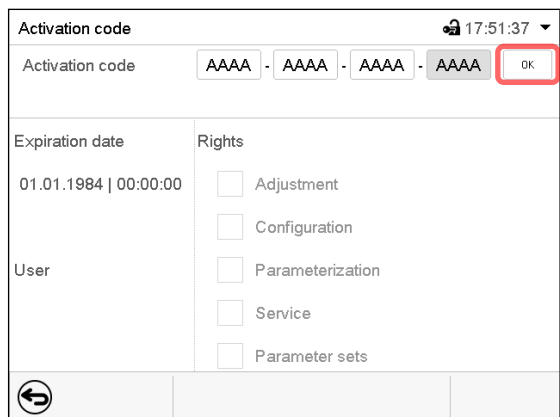 Activation code 17:51:37
Activation code AAAA - AAAA - AAAA - AAAA OK
Expiration date Rights
01.01.1984 | 00:00:00 Adjustment
Configuration
User Parameterization
Service
Parameter sets